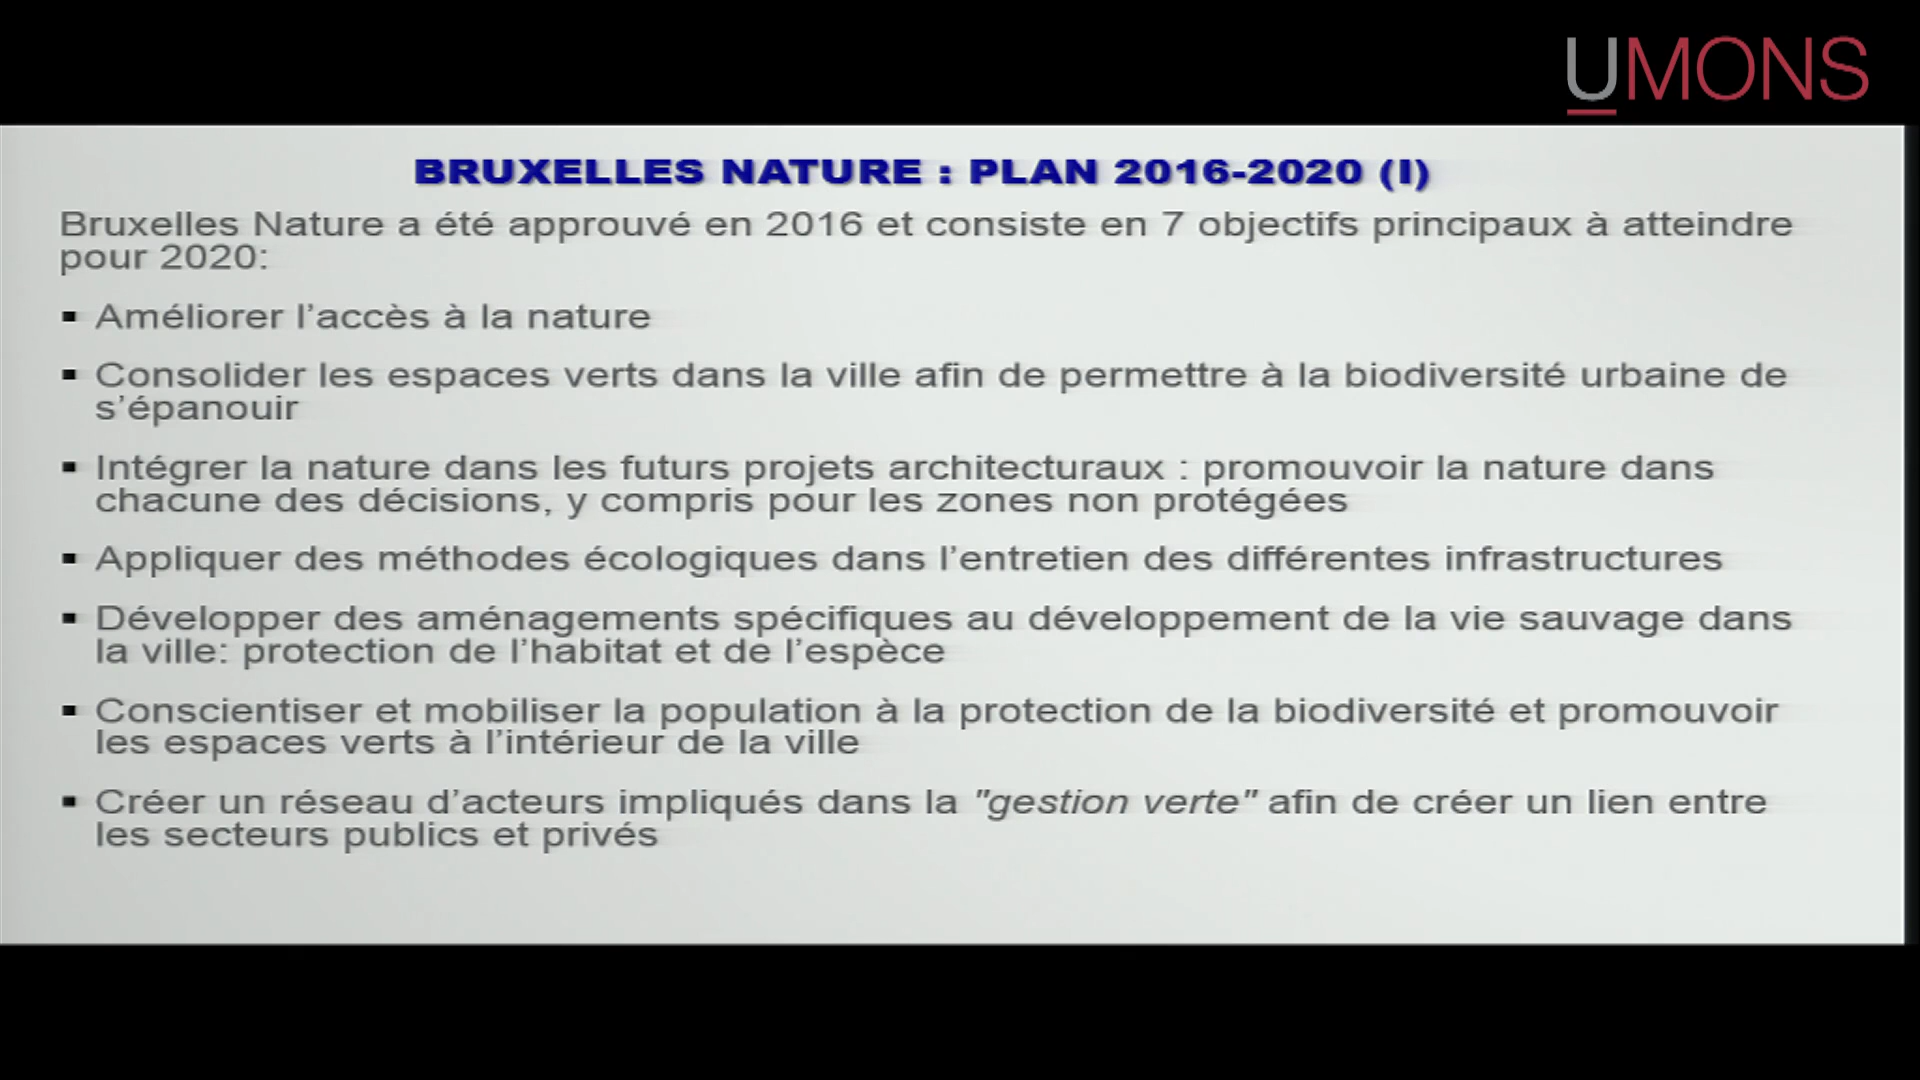 UMONS
BRUXELLES NATURE : PLAN 2016-2020 (I)
Bruxelles Nature a été approuvé en 2016 et consiste en 7 objectifs principaux à atteindre
pour 2020:
▪ Améliorer l’accès à la nature
▪ Consolider les espaces verts dans la ville afin de permettre à la biodiversité urbaine de
s’épanouir
▪ Intégrer la nature dans les futurs projets architecturaux : promouvoir la nature dans
chacune des décisions, y compris pour les zones non protégées
▪ Appliquer des méthodes écologiques dans l’entretien des différentes infrastructures
▪ Développer des aménagements spécifiques au développement de la vie sauvage dans
la ville: protection de l’habitat et de l’espèce
▪ Conscientiser et mobiliser la population à la protection de la biodiversité et promouvoir
les espaces verts à l’intérieur de la ville
▪ Créer un réseau d’acteurs impliqués dans la "gestion verte" afin de créer un lien entre
les secteurs publics et privés